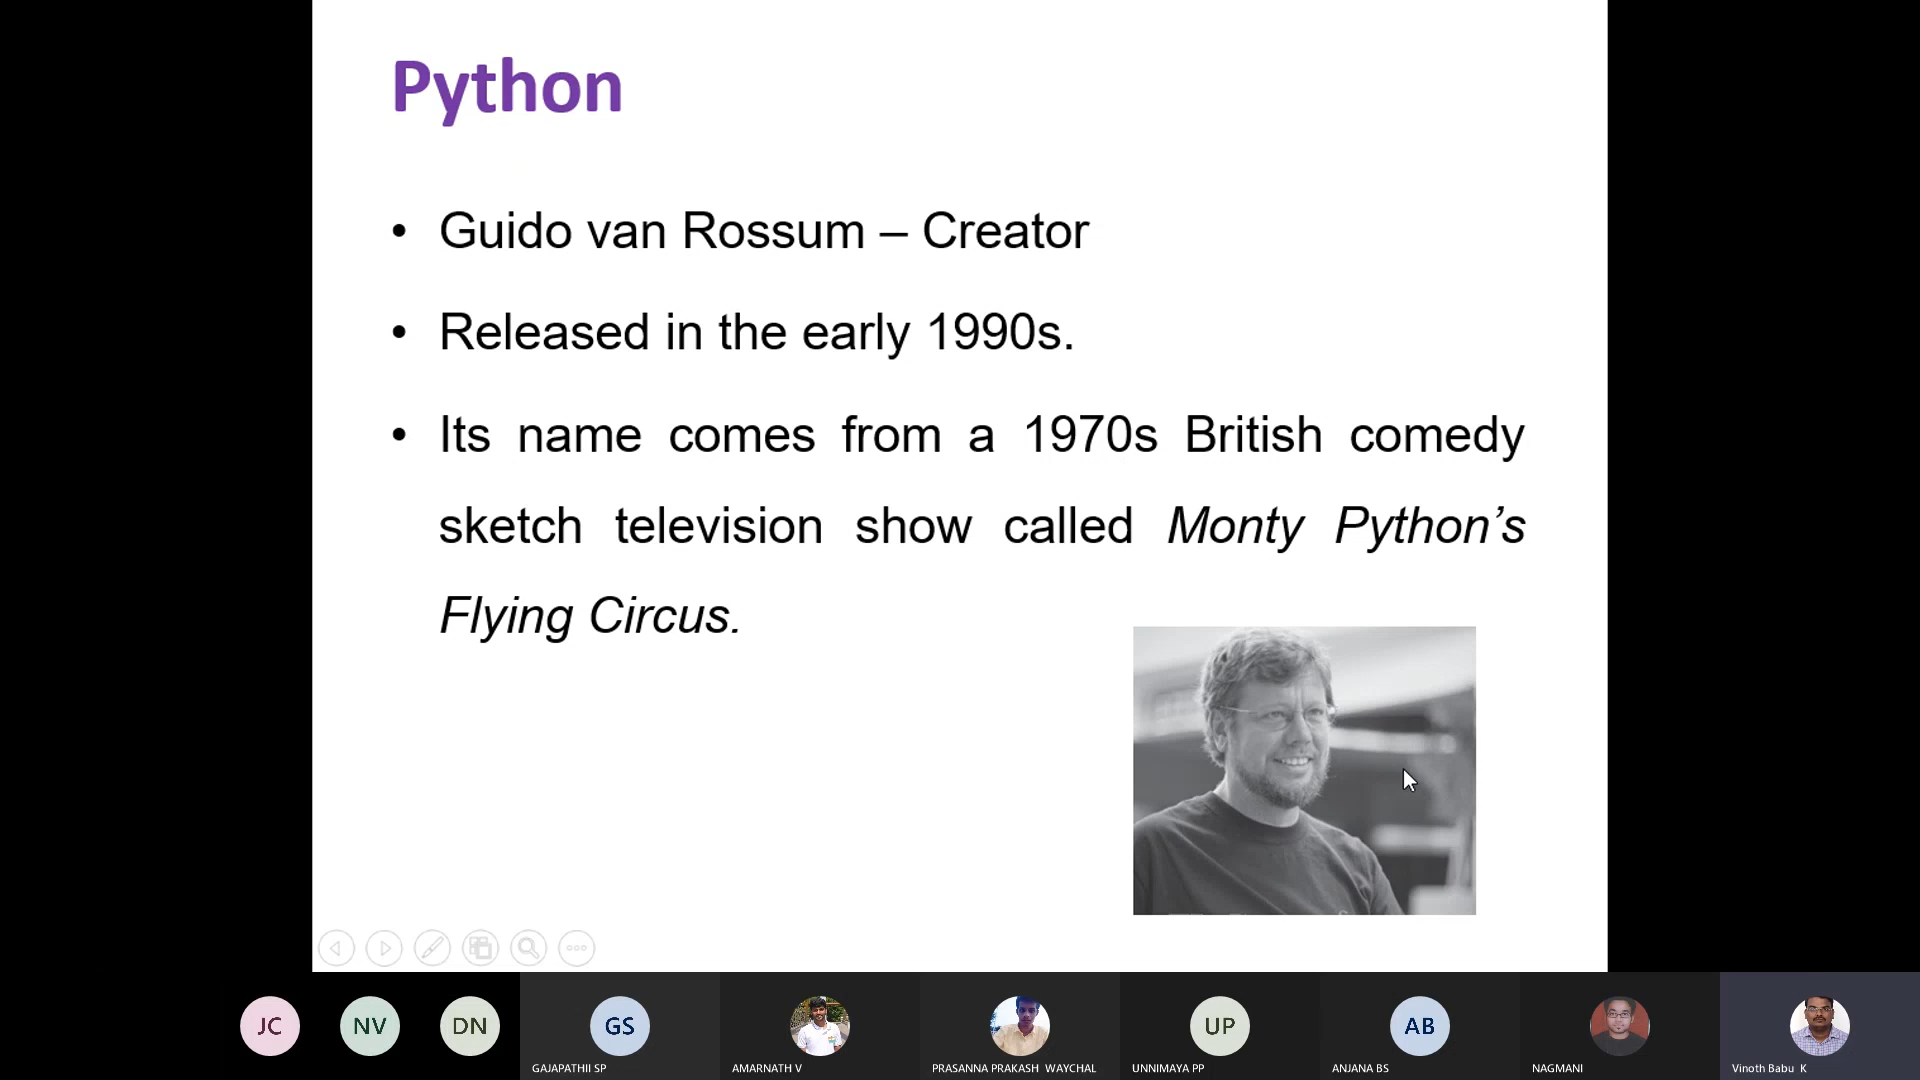 Python
• Guido van Rossum – Creator
• Released in the early 1990s.
• Its name comes from a 1970s British comedy
sketch television show called Monty Python’s
Flying Circus.
JC
NV
DN
GS
UP
AB
GAJAPATHII SP
AMARNATH V
PRASANNA PRAKASH WAYCHAL
UNNIMAYA PP
ANJANA BS
NAGMANI
Vinoth Babu K